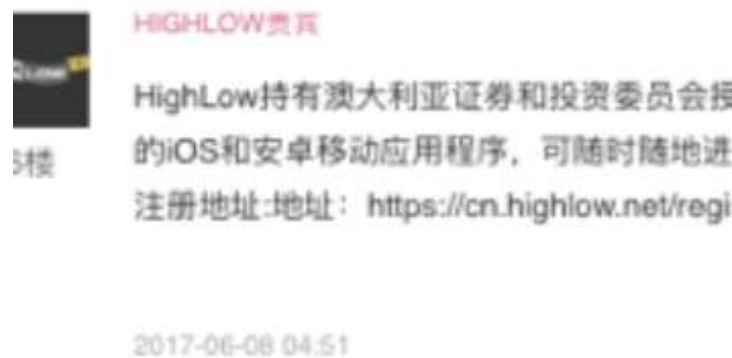 HIGHLOW贵宾
HighLow持有澳大利亚证券和投资委员会授
6楼
的iOS和安卓移动应用程序，可随时随地进
注册地址:地址：https://cn.highlow.net/regi
2017-06-08 04:51